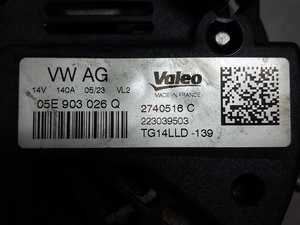 VW AG
14V 140A 05/23 VL2
05E 903 026 Q
Valeo
MADE IN FRANCE
2740516 C
223039503
TG14LLD -139